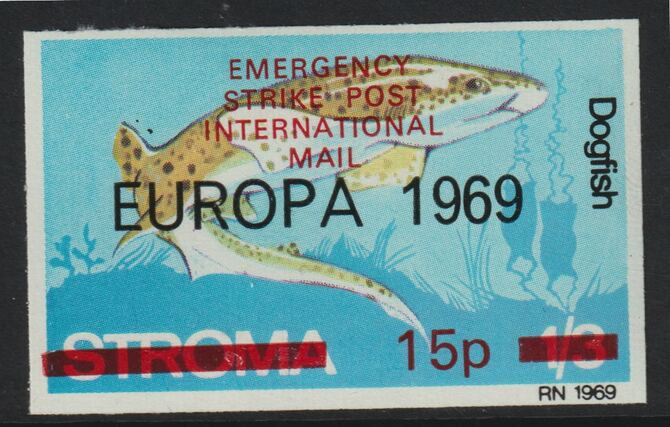 EMERGENCY
STRIKE POST
INTERNATIONAL
MAIL
Dogfish
EUROPA 1969
STROMA
15p
1/3
RN 1969